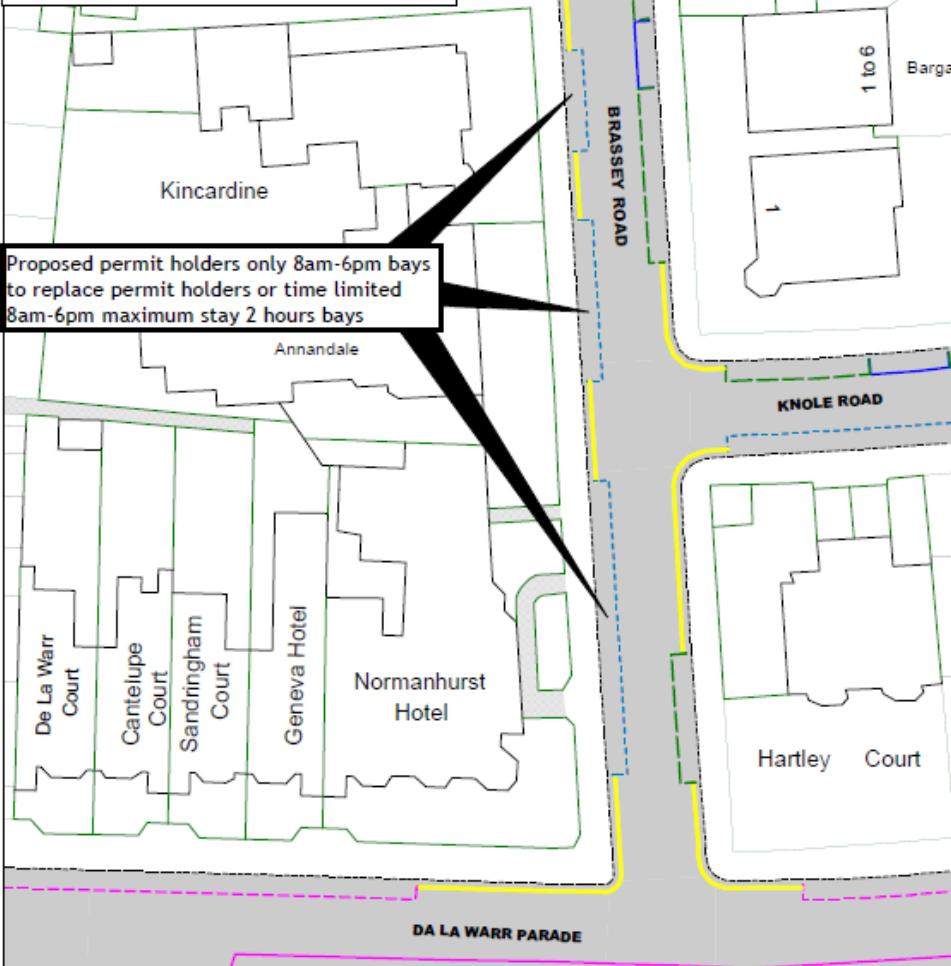 1 to 6
Barga
BRASSEY ROAD
Kincardine
1
Proposed permit holders only 8am-6pm bays
to replace permit holders or time limited
8am-6pm maximum stay 2 hours bays
Annandale
KNOLE ROAD
De La Warr
Court
Cantelupe
Court
Sandringham
Court
Geneva Hotel
Normanhurst
Hotel
Hartley Court
DA LA WARR PARADE